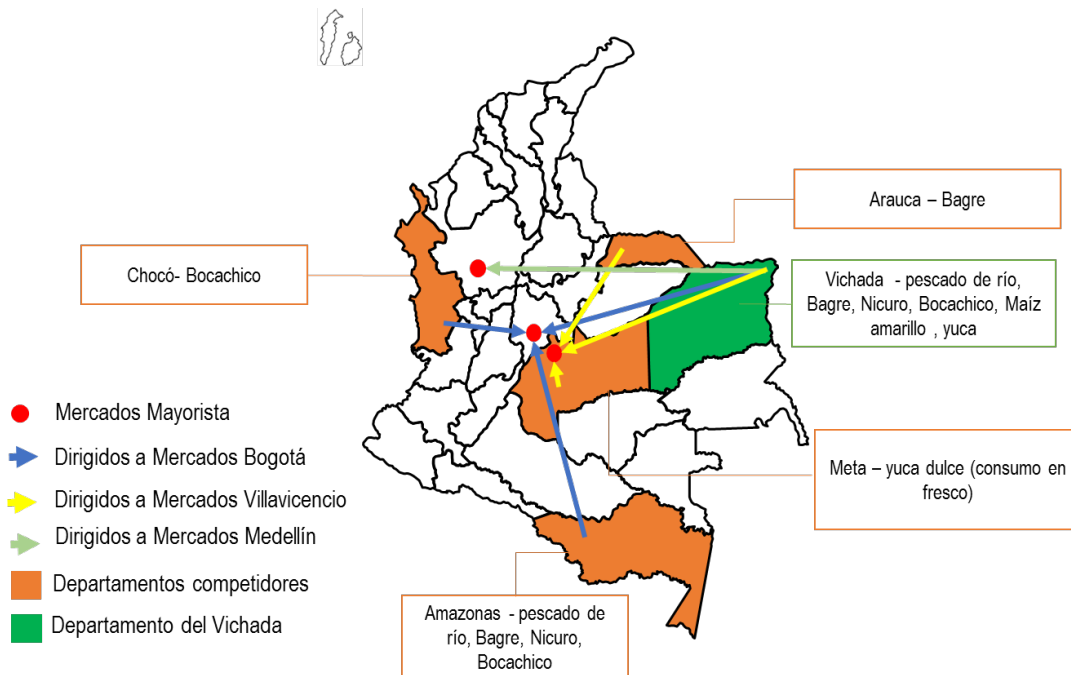 Arauca – Bagre
Chocó- Bocachico
Vichada - pescado de río,
Bagre, Nicuro, Bocachico, Maíz
amarillo , yuca
Mercados Mayorista
Dirigidos a Mercados Bogotá
Dirigidos a Mercados Villavicencio
Dirigidos a Mercados Medellín
Departamentos competidores
Departamento del Vichada
Meta – yuca dulce (consumo en
fresco)
Amazonas - pescado de
río, Bagre, Nicuro,
Bocachico